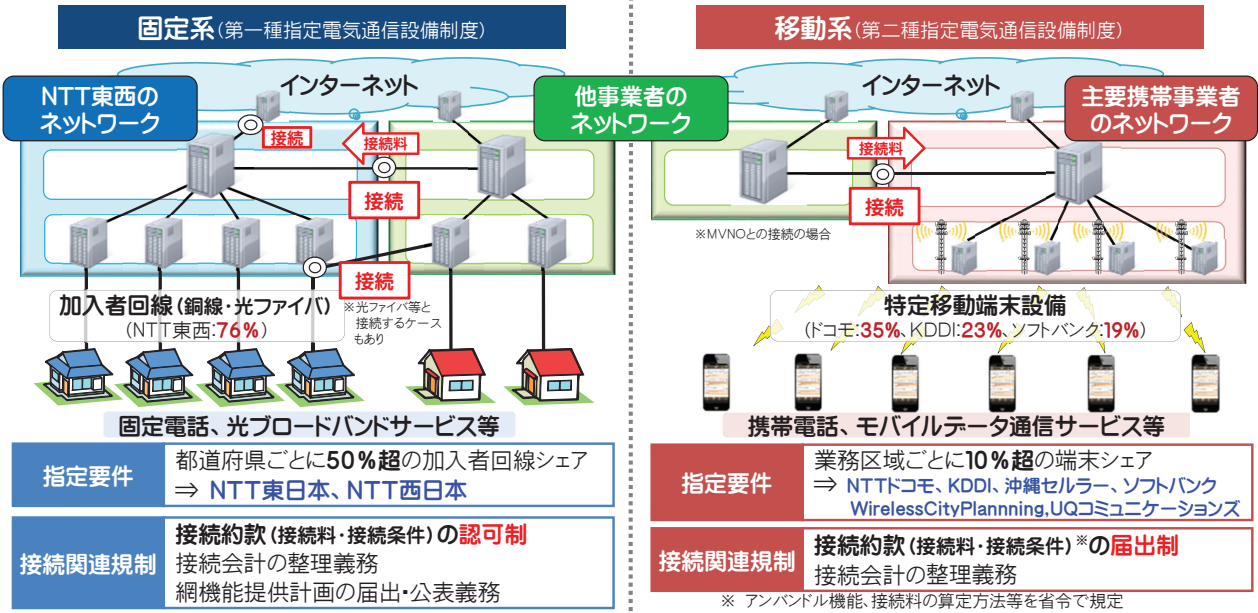 固定系(第一種指定電気通信設備制度)
インターネット
NTT東西の
ネットワーク
他事業者の
ネットワーク
接続
接続料
接続
接続
加入者回線(銅線・光ファイバ)
(NTT東西:76%)
※光ファイバ等と
接続するケース
もあり
固定電話、光ブロードバンドサービス等
指定要件
都道府県ごとに50%超の加入者回線シェア
⇒ NTT東日本、NTT西日本
接続関連規制
接続約款(接続料・接続条件)の認可制
接続会計の整理義務
網機能提供計画の届出・公表義務
移動系(第二種指定電気通信設備制度)
インターネット
主要携帯事業者
のネットワーク
接続料
接続
※MVNOとの接続の場合
特定移動端末設備
(ドコモ:35%、KDDI:23%、ソフトバンク:19%)
携帯電話、モバイルデータ通信サービス等
指定要件
業務区域ごとに10%超の端末シェア
⇒ NTTドコモ、KDDI、沖縄セルラー、ソフトバンク
WirelessCityPlannning,UQコミュニケーションズ
接続関連規制
接続約款(接続料・接続条件)※の届出制
接続会計の整理義務
※ アンバンドル機能、接続料の算定方法等を省令で規定